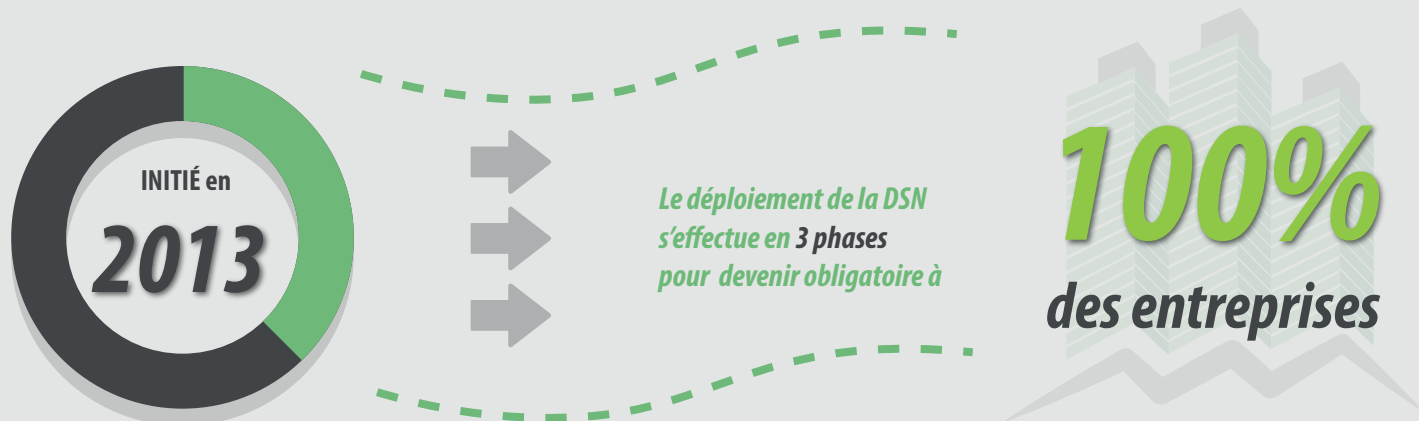 INITIÉ en
2013
Le déploiement de la DSN
s'effectue en 3 phases
pour devenir obligatoire à
100%
des entreprises